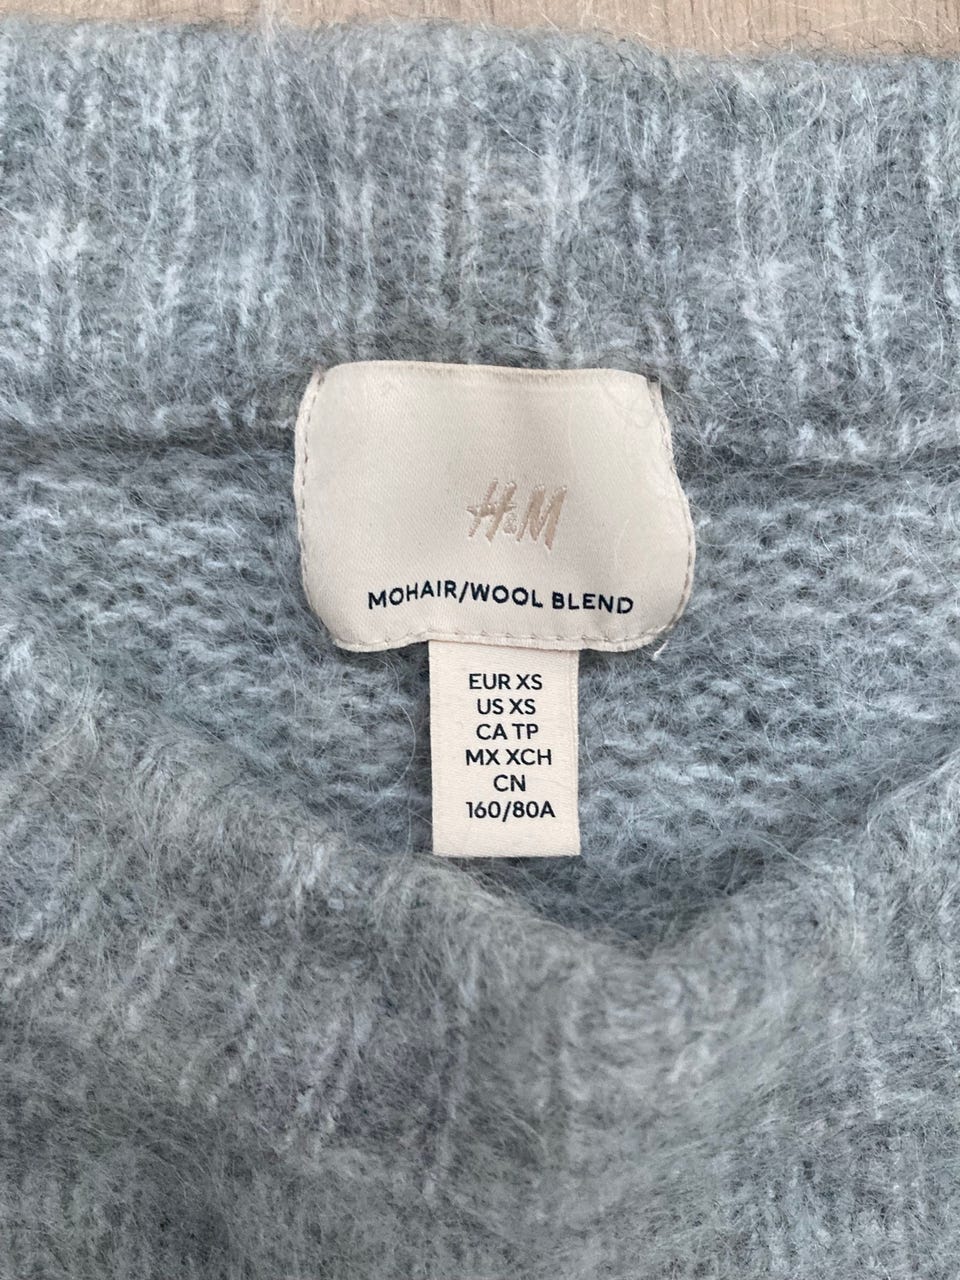 H&M
MOHAIR/WOOL BLEND
EUR XS
US XS
CA TP
MX XCH
CN
160/80A